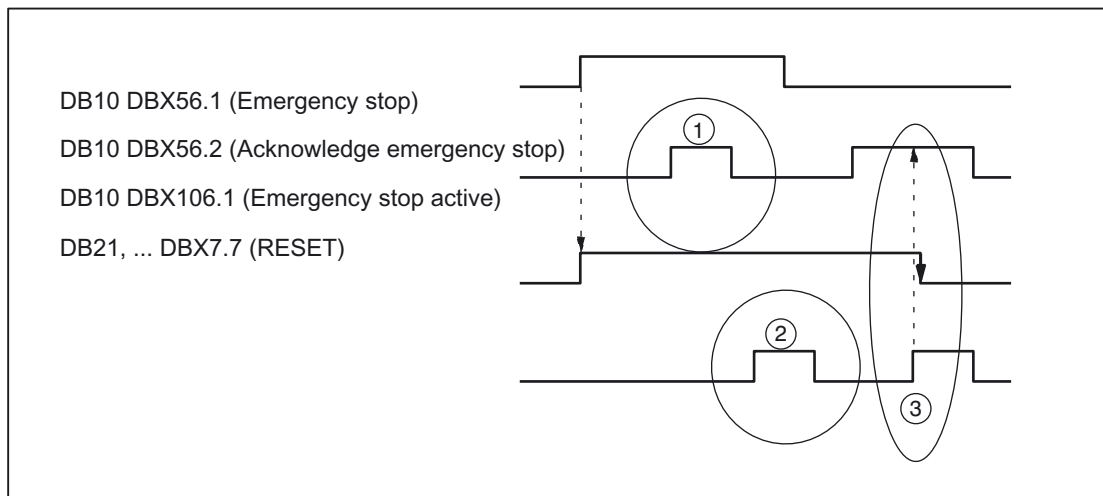 DB10 DBX56.1 (Emergency stop)
DB10 DBX56.2 (Acknowledge emergency stop)
DB10 DBX106.1 (Emergency stop active)
DB21, ... DBX7.7 (RESET)
1
2
3